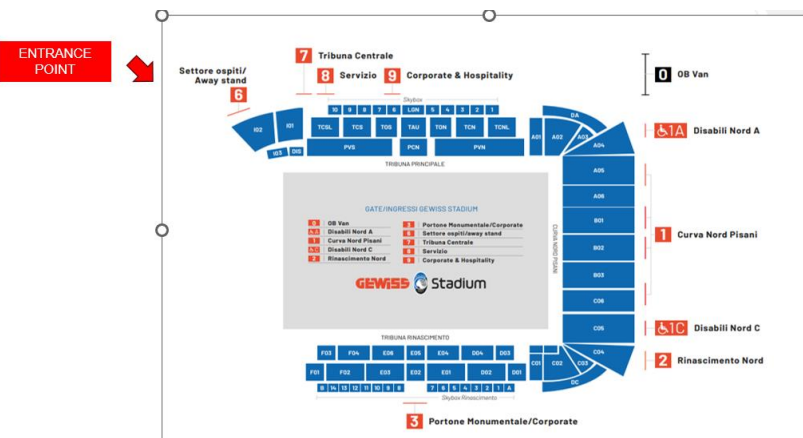 ENTRANCE
POINT
7 Tribuna Centrale
Settore ospiti/
Away stand
6
8 Servizio
9 Corporate & Hospitality
0 OB Van
Skybox
10 9 8 7 6 LGN 5 4 3 2 1
I02 I01 TCSL TCS TOS TAU TON TCN TCNL
I03 DIS PVS PCN PVN
A01 A02 A03 DA A04
1A Disabili Nord A
TRIBUNA PRINCIPALE
A05
A06
B01
B02
B03
C06
C05
C04
1 Curva Nord Pisani
CURVA NORD PISANI
GATE/INGRESSI GEWISS STADIUM
0 OB Van
Disabili Nord A
1 Curva Nord Pisani
Disabili Nord C
2 Rinascimento Nord
3 Portone Monumentale/Corporate
6 Settore ospiti/away stand
7 Tribuna Centrale
8 Servizio
9 Corporate & Hospitality
GEWISS Stadium
1C Disabili Nord C
2 Rinascimento Nord
TRIBUNA RINASCIMENTO
F03 F04 E06 E05 E04 D04 D03
F01 F02 E03 E02 E01 D02 D01
C01 C02 C03 DC
14 13 12 11 10 9 8 7 6 5 4 3 2 1 A
Skybox Rinascimento
3 Portone Monumentale/Corporate